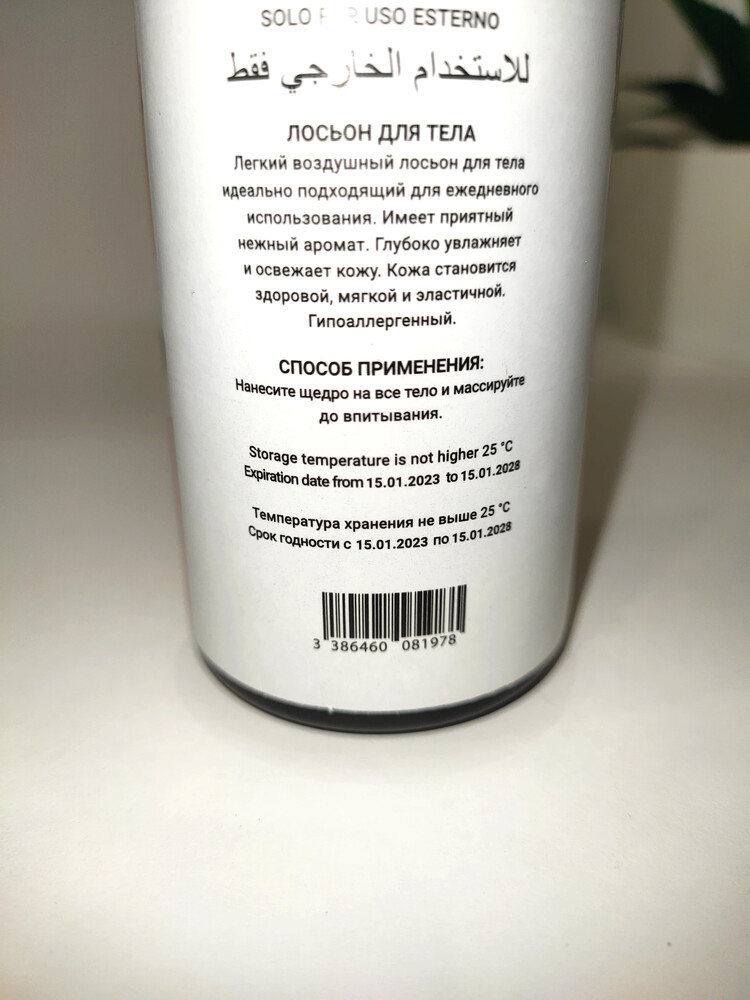 SOLO PER USO ESTERNO
للاستخدام الخارجي فقط
ЛОСЬОН ДЛЯ ТЕЛА
Легкий воздушный лосьон для тела
идеально подходящий для ежедневного
использования. Имеет приятный
нежный аромат. Глубоко увлажняет
и освежает кожу. Кожа становится
здоровой, мягкой и эластичной.
Гипоаллергенный.
СПОСОБ ПРИМЕНЕНИЯ:
Нанесите щедро на все тело и массируйте
до впитывания.
Storage temperature is not higher 25 °C
Expiration date from 15.01.2023 to 15.01.2028
Температура хранения не выше 25 °C
Срок годности с 15.01.2023 по 15.01.2028
3 386460 081978